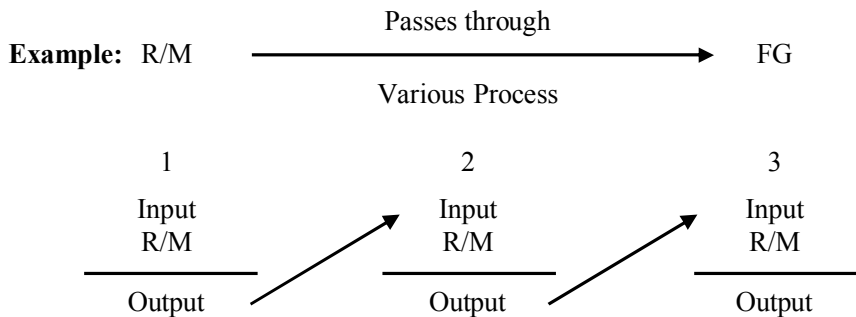 Passes through
Example: R/M FG
Various Process
1 2 3
Input Input Input
R/M R/M R/M
Output Output Output